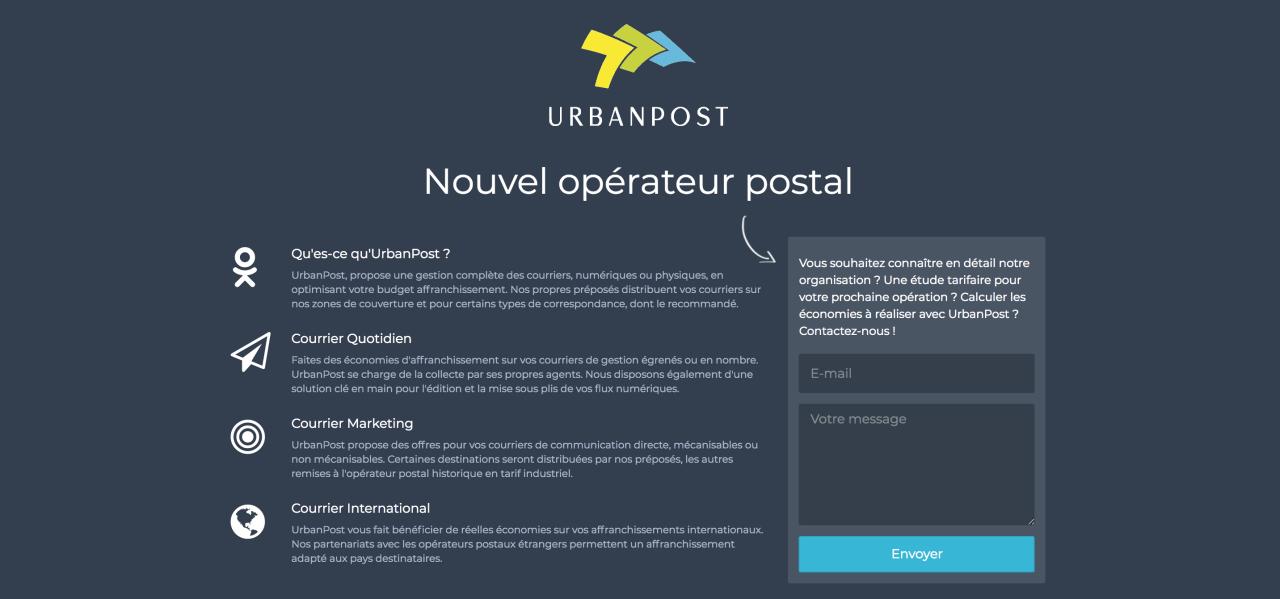 URBANPOST
Nouvel opérateur postal
Qu'es-ce qu'UrbanPost ?
UrbanPost, propose une gestion complète des courriers, numériques ou physiques, en
optimisant votre budget affranchissement. Nos propres préposés distribuent vos courriers sur
nos zones de couverture et pour certains types de correspondance, dont le recommandé.
Courrier Quotidien
Faites des économies d'affranchissement sur vos courriers de gestion égrenés ou en nombre.
UrbanPost se charge de la collecte par ses propres agents. Nous disposons également d'une
solution clé en main pour l'édition et la mise sous plis de vos flux numériques.
Courrier Marketing
UrbanPost propose des offres pour vos courriers de communication directe, mécanisables ou
non mécanisables. Certaines destinations seront distribuées par nos préposés, les autres
remises à l'opérateur postal historique en tarif industriel.
Courrier International
UrbanPost vous fait bénéficier de réelles économies sur vos affranchissements internationaux.
Nos partenariats avec les opérateurs postaux étrangers permettent un affranchissement
adapté aux pays destinataires.
Vous souhaitez connaître en détail notre
organisation ? Une étude tarifaire pour
votre prochaine opération ? Calculer les
économies à réaliser avec UrbanPost ?
Contactez-nous !
E-mail
Votre message
Envoyer